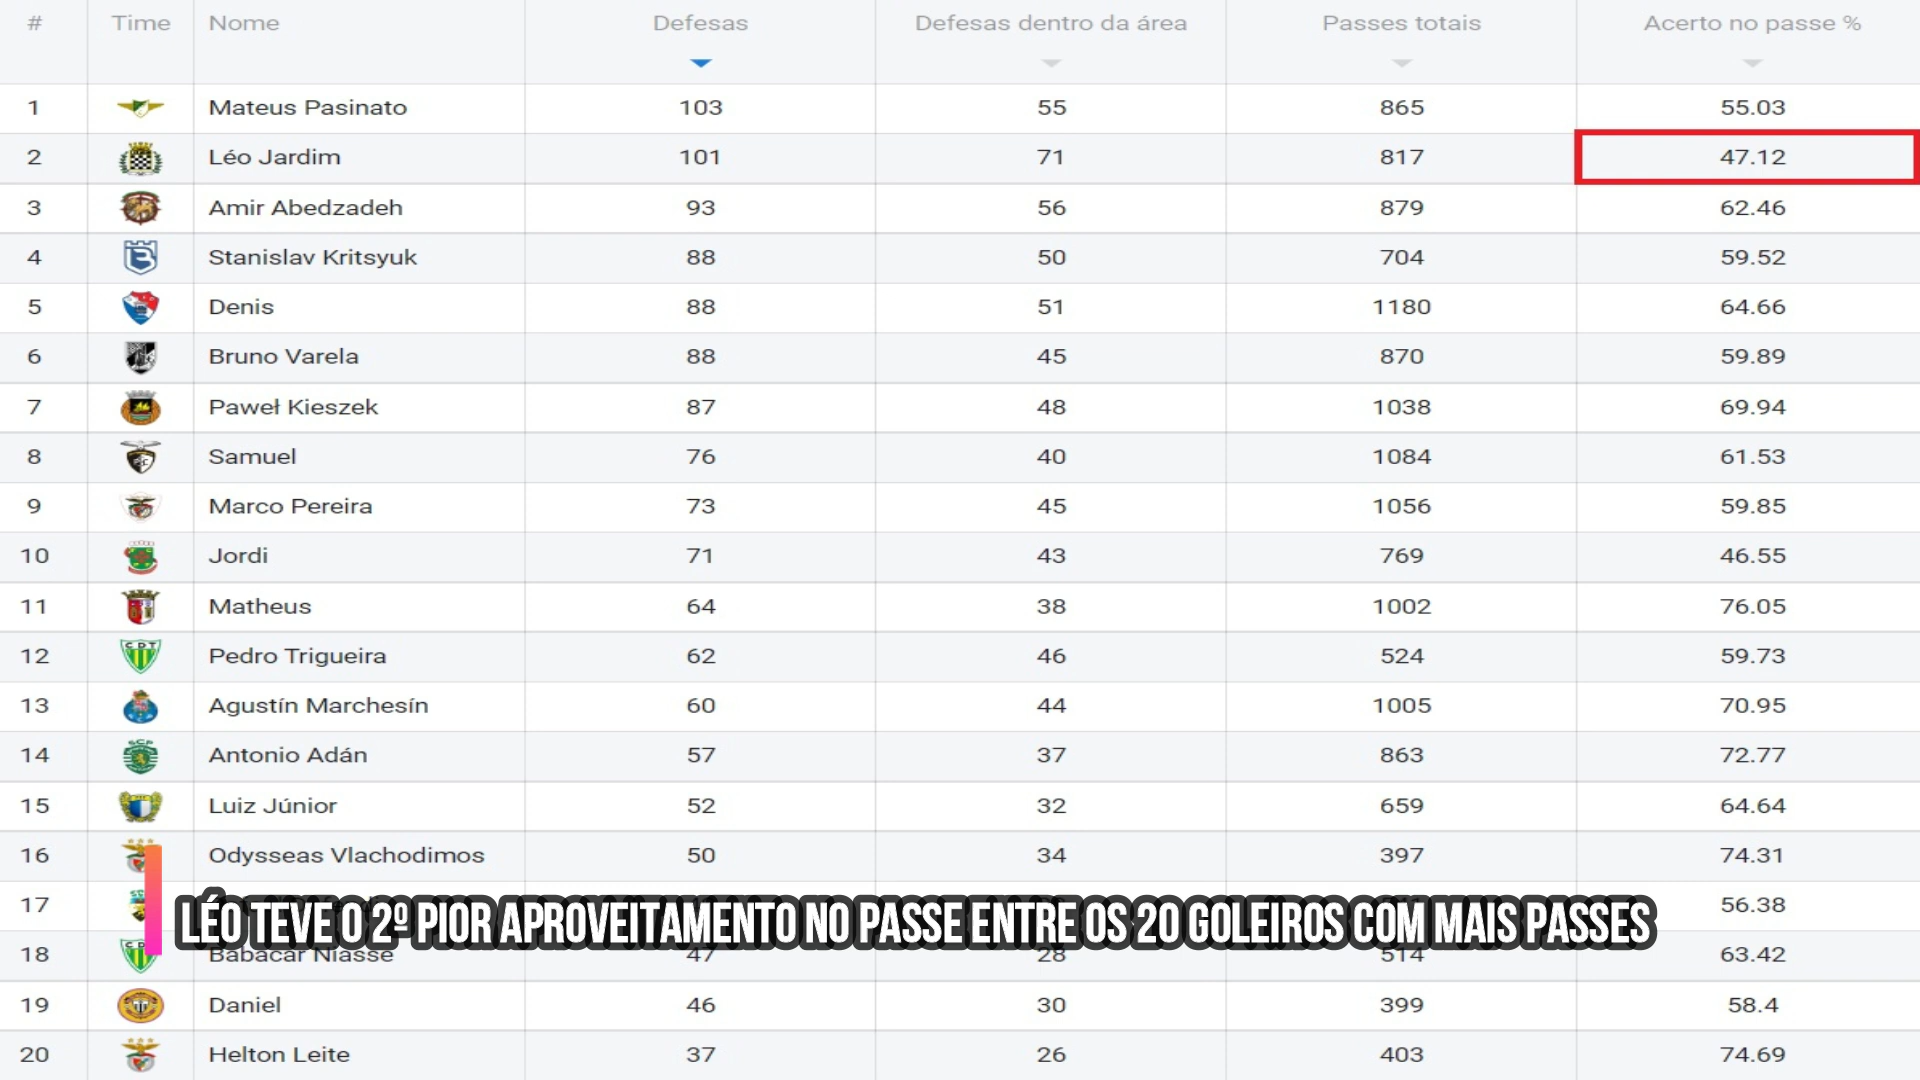 # Time Nome Defesas Defesas dentro da área Passes totais Acerto no passe %
1 Mateus Pasinato 103 55 865 55.03
2 Léo Jardim 101 71 817 47.12
3 Amir Abedzadeh 93 56 879 62.46
4 Stanislav Kritsyuk 88 50 704 59.52
5 Denis 88 51 1180 64.66
6 Bruno Varela 88 45 870 59.89
7 Paweł Kieszek 87 48 1038 69.94
8 Samuel 76 40 1084 61.53
9 Marco Pereira 73 45 1056 59.85
10 Jordi 71 43 769 46.55
11 Matheus 64 38 1002 76.05
12 Pedro Trigueira 62 46 524 59.73
13 Agustín Marchesín 60 44 1005 70.95
14 Antonio Adán 57 37 863 72.77
15 Luiz Júnior 52 32 659 64.64
16 Odysseas Vlachodimos 50 34 397 74.31
17 56.38
LÉO TEVE O 2º PIOR APROVEITAMENTO NO PASSE ENTRE OS 20 GOLEIROS COM MAIS PASSES
18 Babacar Niasse 47 28 514 63.42
19 Daniel 46 30 399 58.4
20 Helton Leite 37 26 403 74.69